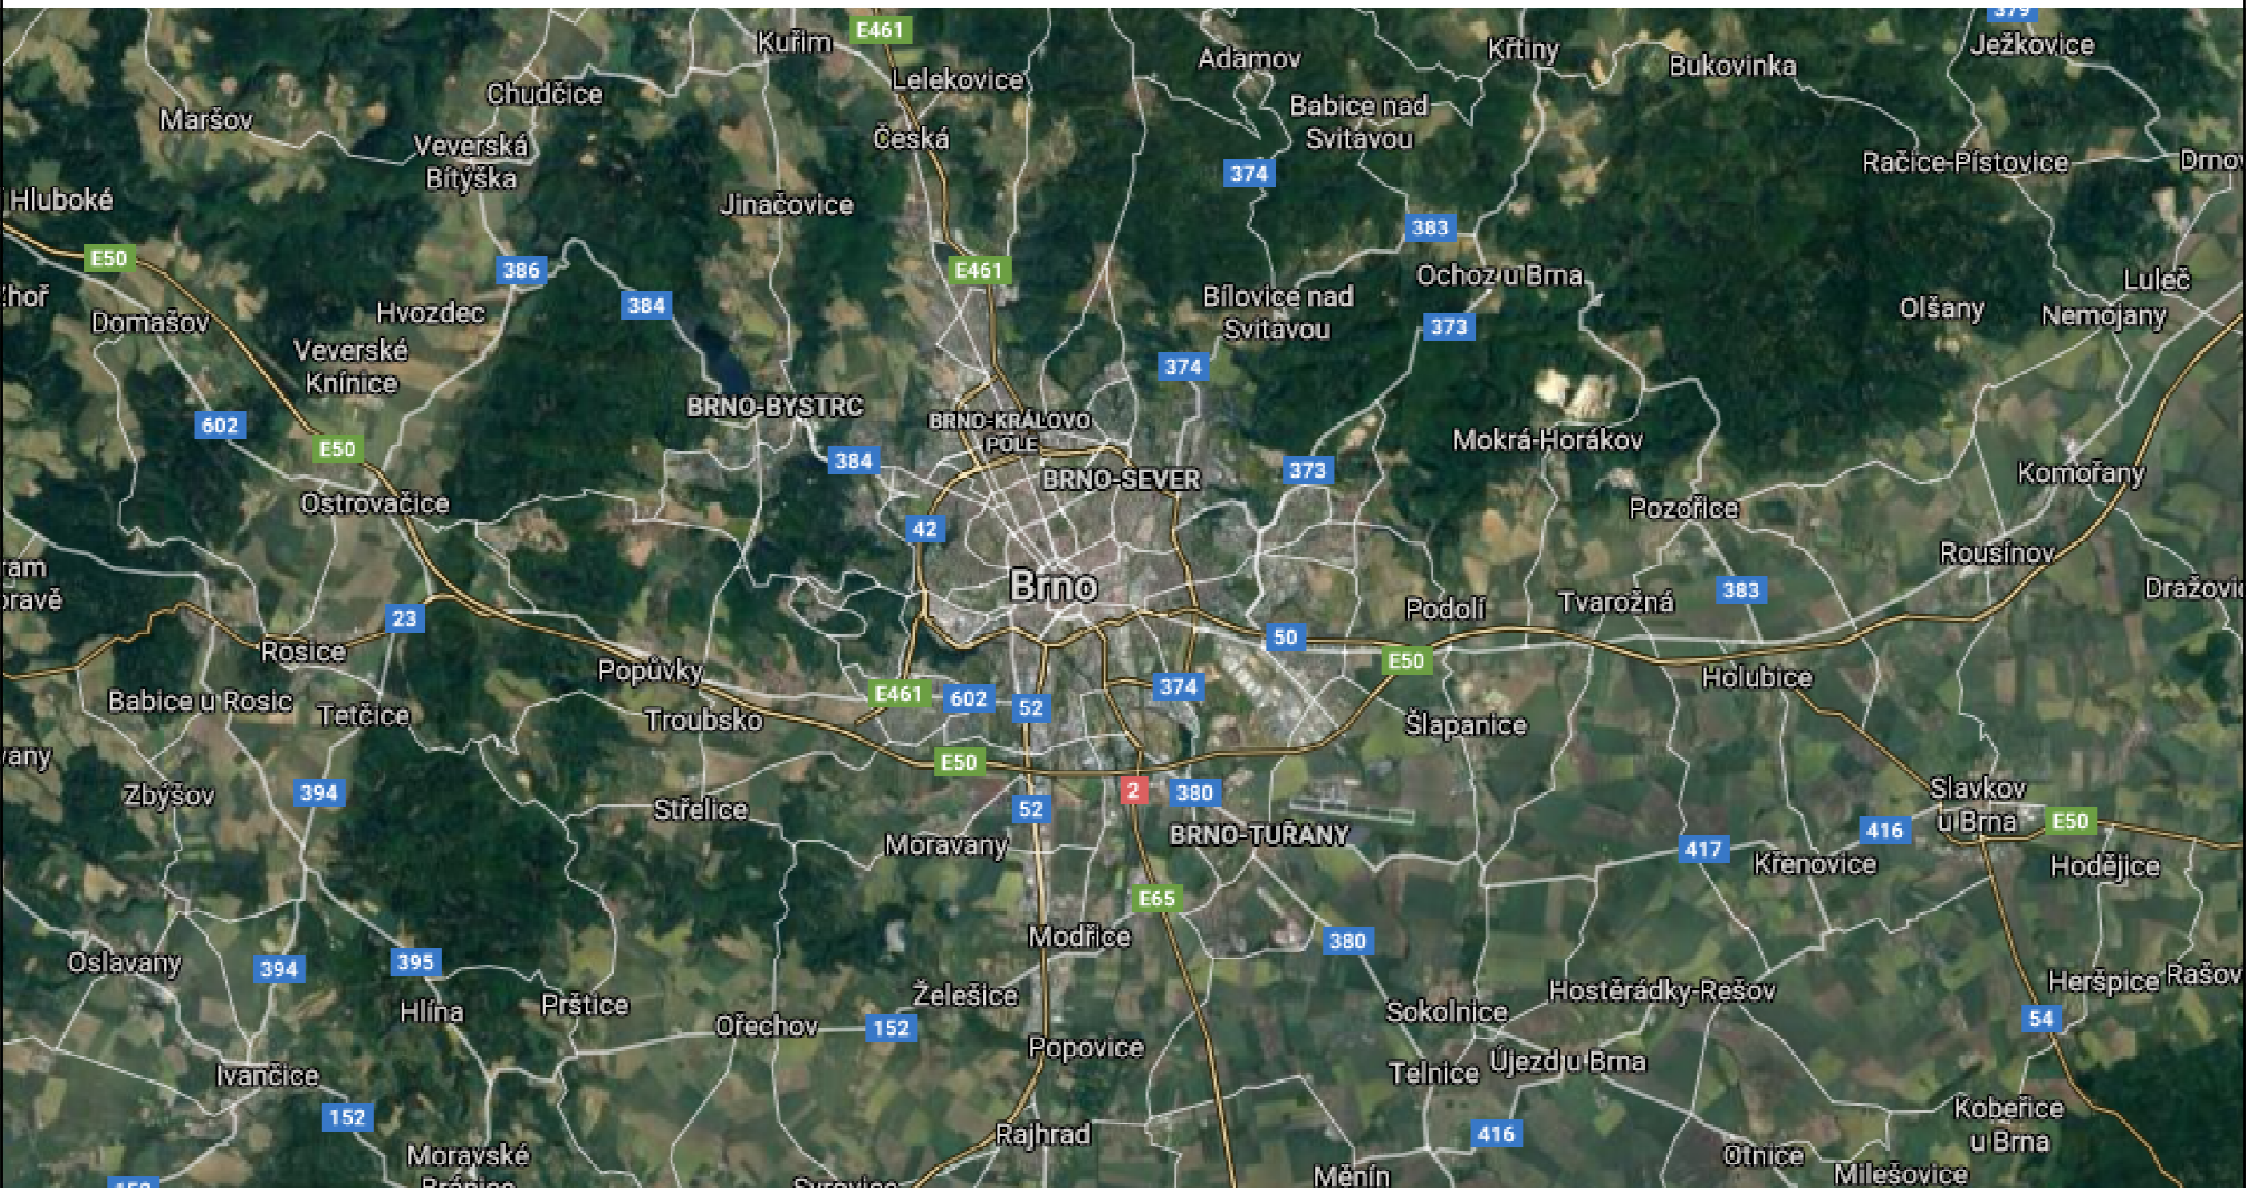 379
Kuřim
E461
Adamov
Křtiny
Bukovinka
Ježkovice
Lelekovice
Chudčice
Maršov
Babice nad
Svitavou
Česká
Veverská
Bítýška
374
Račice-Pístovice
Hluboké
Jinačovice
383
E50
386
E461
Ochoz u Brna
Luleč
384
Hvozdec
Domašov
Bílovice nad
Svitavou
373
Olšany
Nemojany
Veverské
Knínice
374
BRNO-BYSTRC
BRNO-KRÁLOVO
POLE
602
E50
384
Mokrá-Horákov
373
BRNO-SEVER
Komořany
Ostrovačice
Pozořice
42
Rousínov
Brno
383
23
Podolí
Tvarožná
Rosice
50
E50
Popůvky
Holubice
Babice u Rosic
Tetčice
E461
602
52
374
Troubsko
Šlapanice
E50
Zbýšov
394
2
380
Slavkov
u Brna
Střelice
52
BRNO-TUŘANY
416
E50
Moravany
417
Křenovice
Hodějice
E65
Modřice
380
Oslavany
394
395
Hlína
Prštice
Želešice
Hostěrádky-Rešov
Heršpice
Ořechov
152
Sokolnice
54
Popovice
Ivančice
Telnice
Újezd u Brna
152
Rajhrad
416
Kobeřice
u Brna
Moravské
Otnice
Měnín
Milešovice